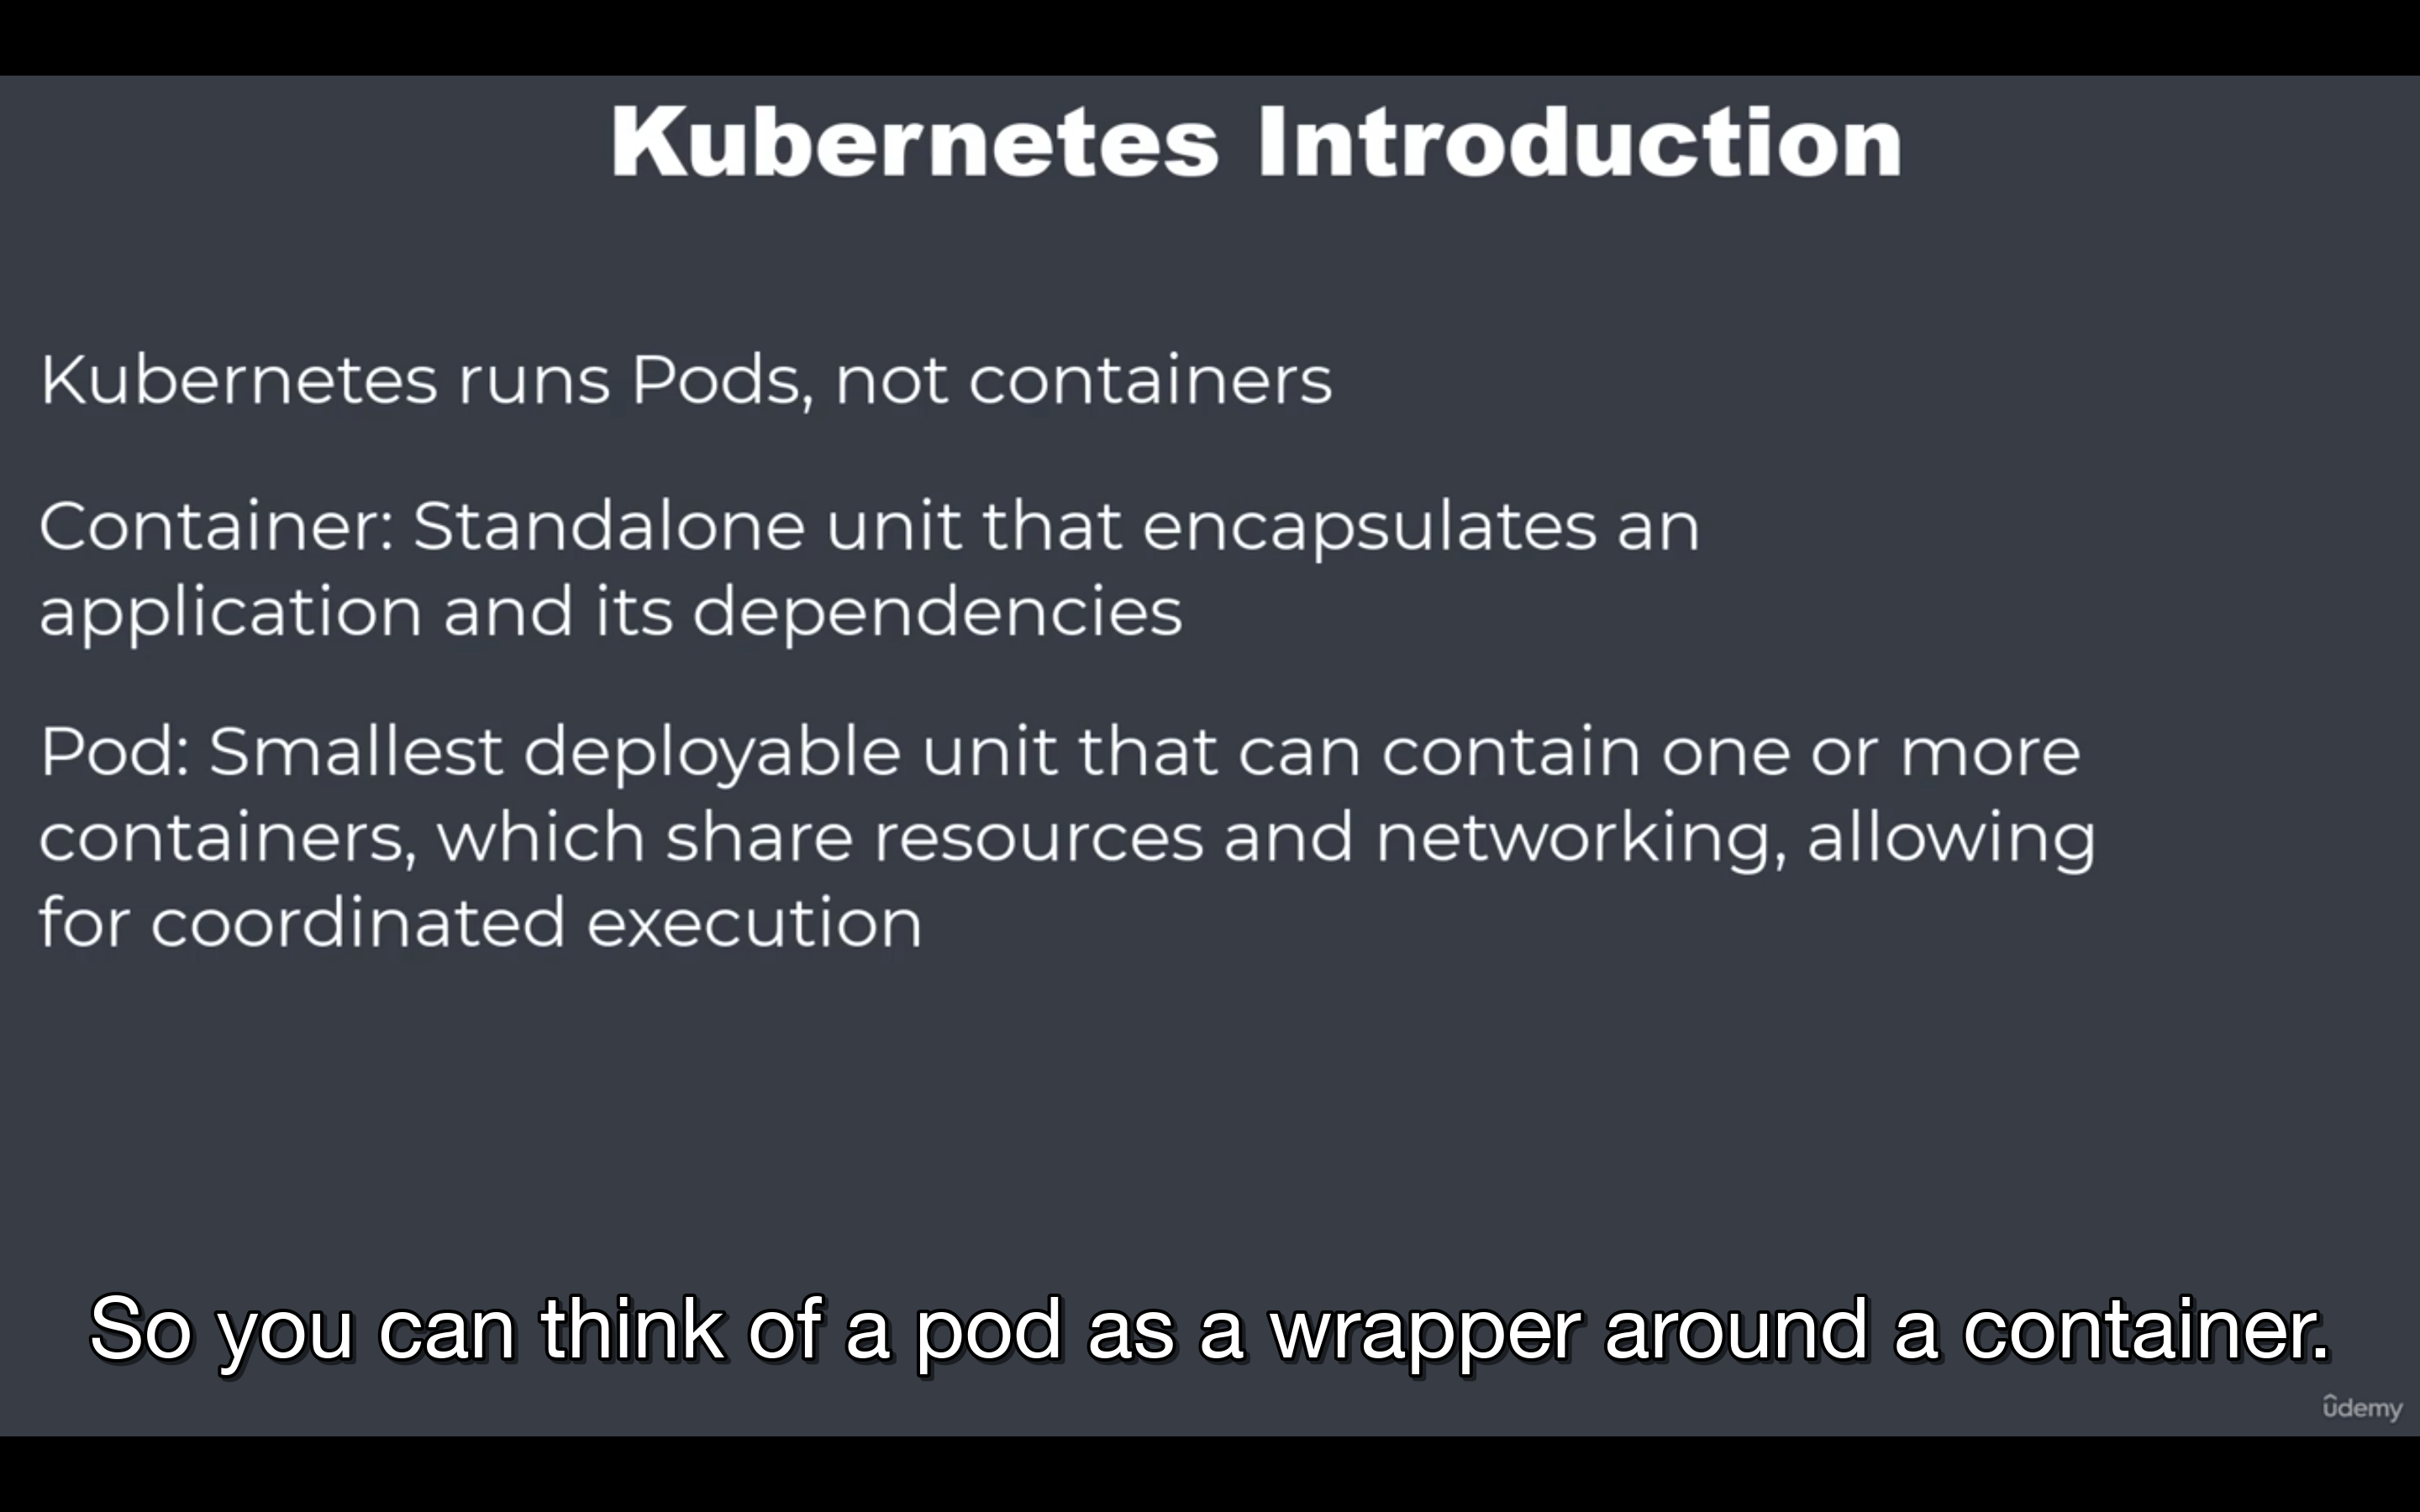 Kubernetes Introduction
Kubernetes runs Pods, not containers
Container: Standalone unit that encapsulates an
application and its dependencies
Pod: Smallest deployable unit that can contain one or more
containers, which share resources and networking, allowing
for coordinated execution
So you can think of a pod as a wrapper around a container.
ûdemy